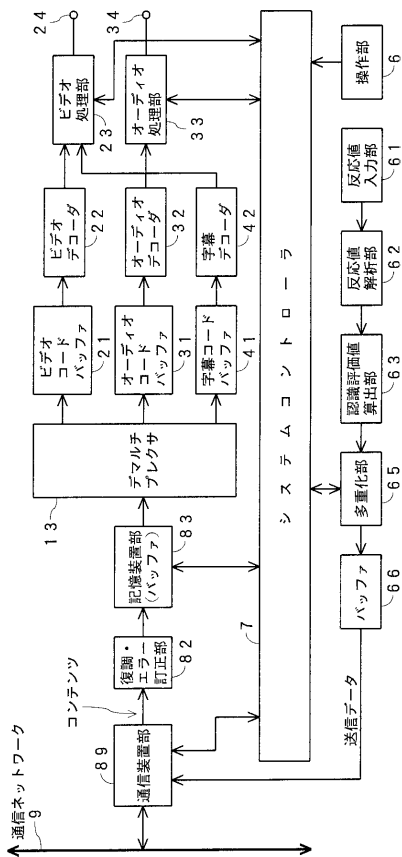 通信ネットワーク
9
89
通信装置部
コンテンツ
復調・
エラー
訂正部
82
記憶装置部
(バッファ)
83
13
デマルチ
プレクサ
ビデオ
コード
バッファ
21
ビデオ
デコーダ
22
ビデオ
処理部
23
24
オーディオ
コード
バッファ
31
オーディオ
デコーダ
32
オーディオ
処理部
33
34
字幕コード
バッファ
41
字幕
デコーダ
42
7
システムコントローラ
送信データ
バッファ
66
多重化部
65
認識評価値
算出部
63
反応値
解析部
62
反応値
入力部
61
操作部
6